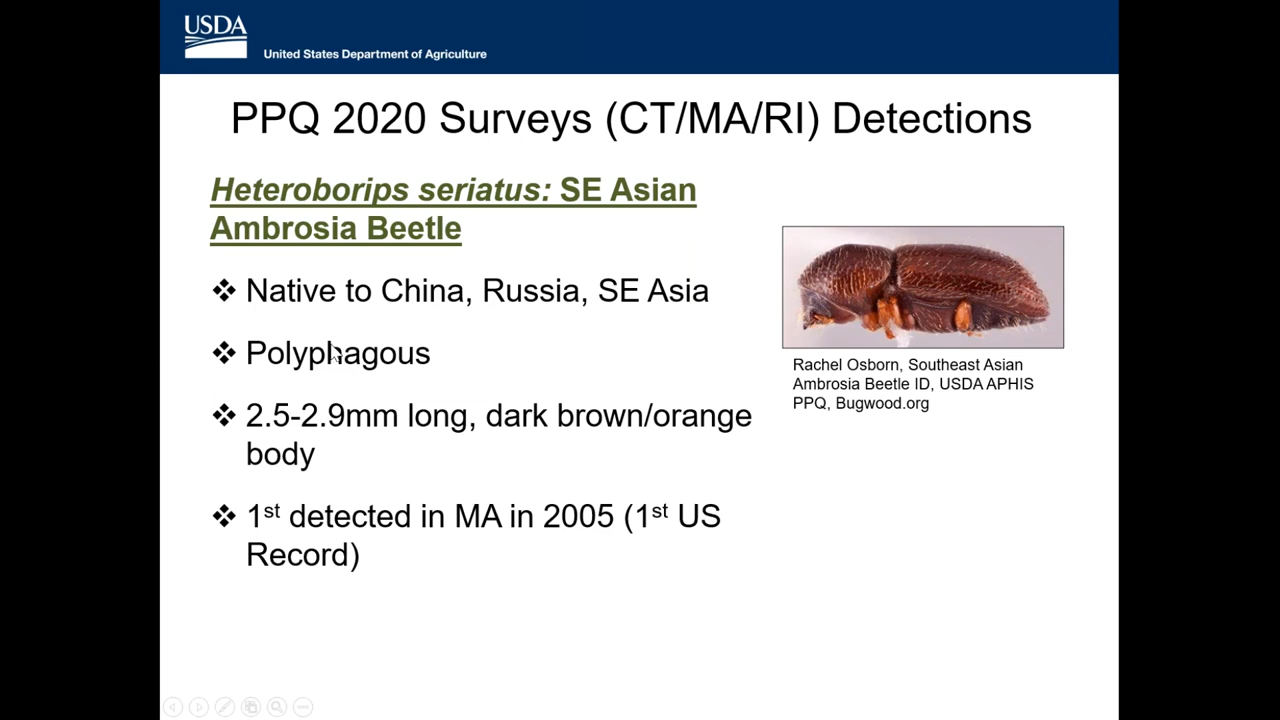 USDA
United States Department of Agriculture
PPQ 2020 Surveys (CT/MA/RI) Detections
Heteroborips seriatus: SE Asian
Ambrosia Beetle
❖ Native to China, Russia, SE Asia
❖ Polyphagous
❖ 2.5-2.9mm long, dark brown/orange
body
❖ 1st detected in MA in 2005 (1st US
Record)
Rachel Osborn, Southeast Asian
Ambrosia Beetle ID, USDA APHIS
PPQ, Bugwood.org